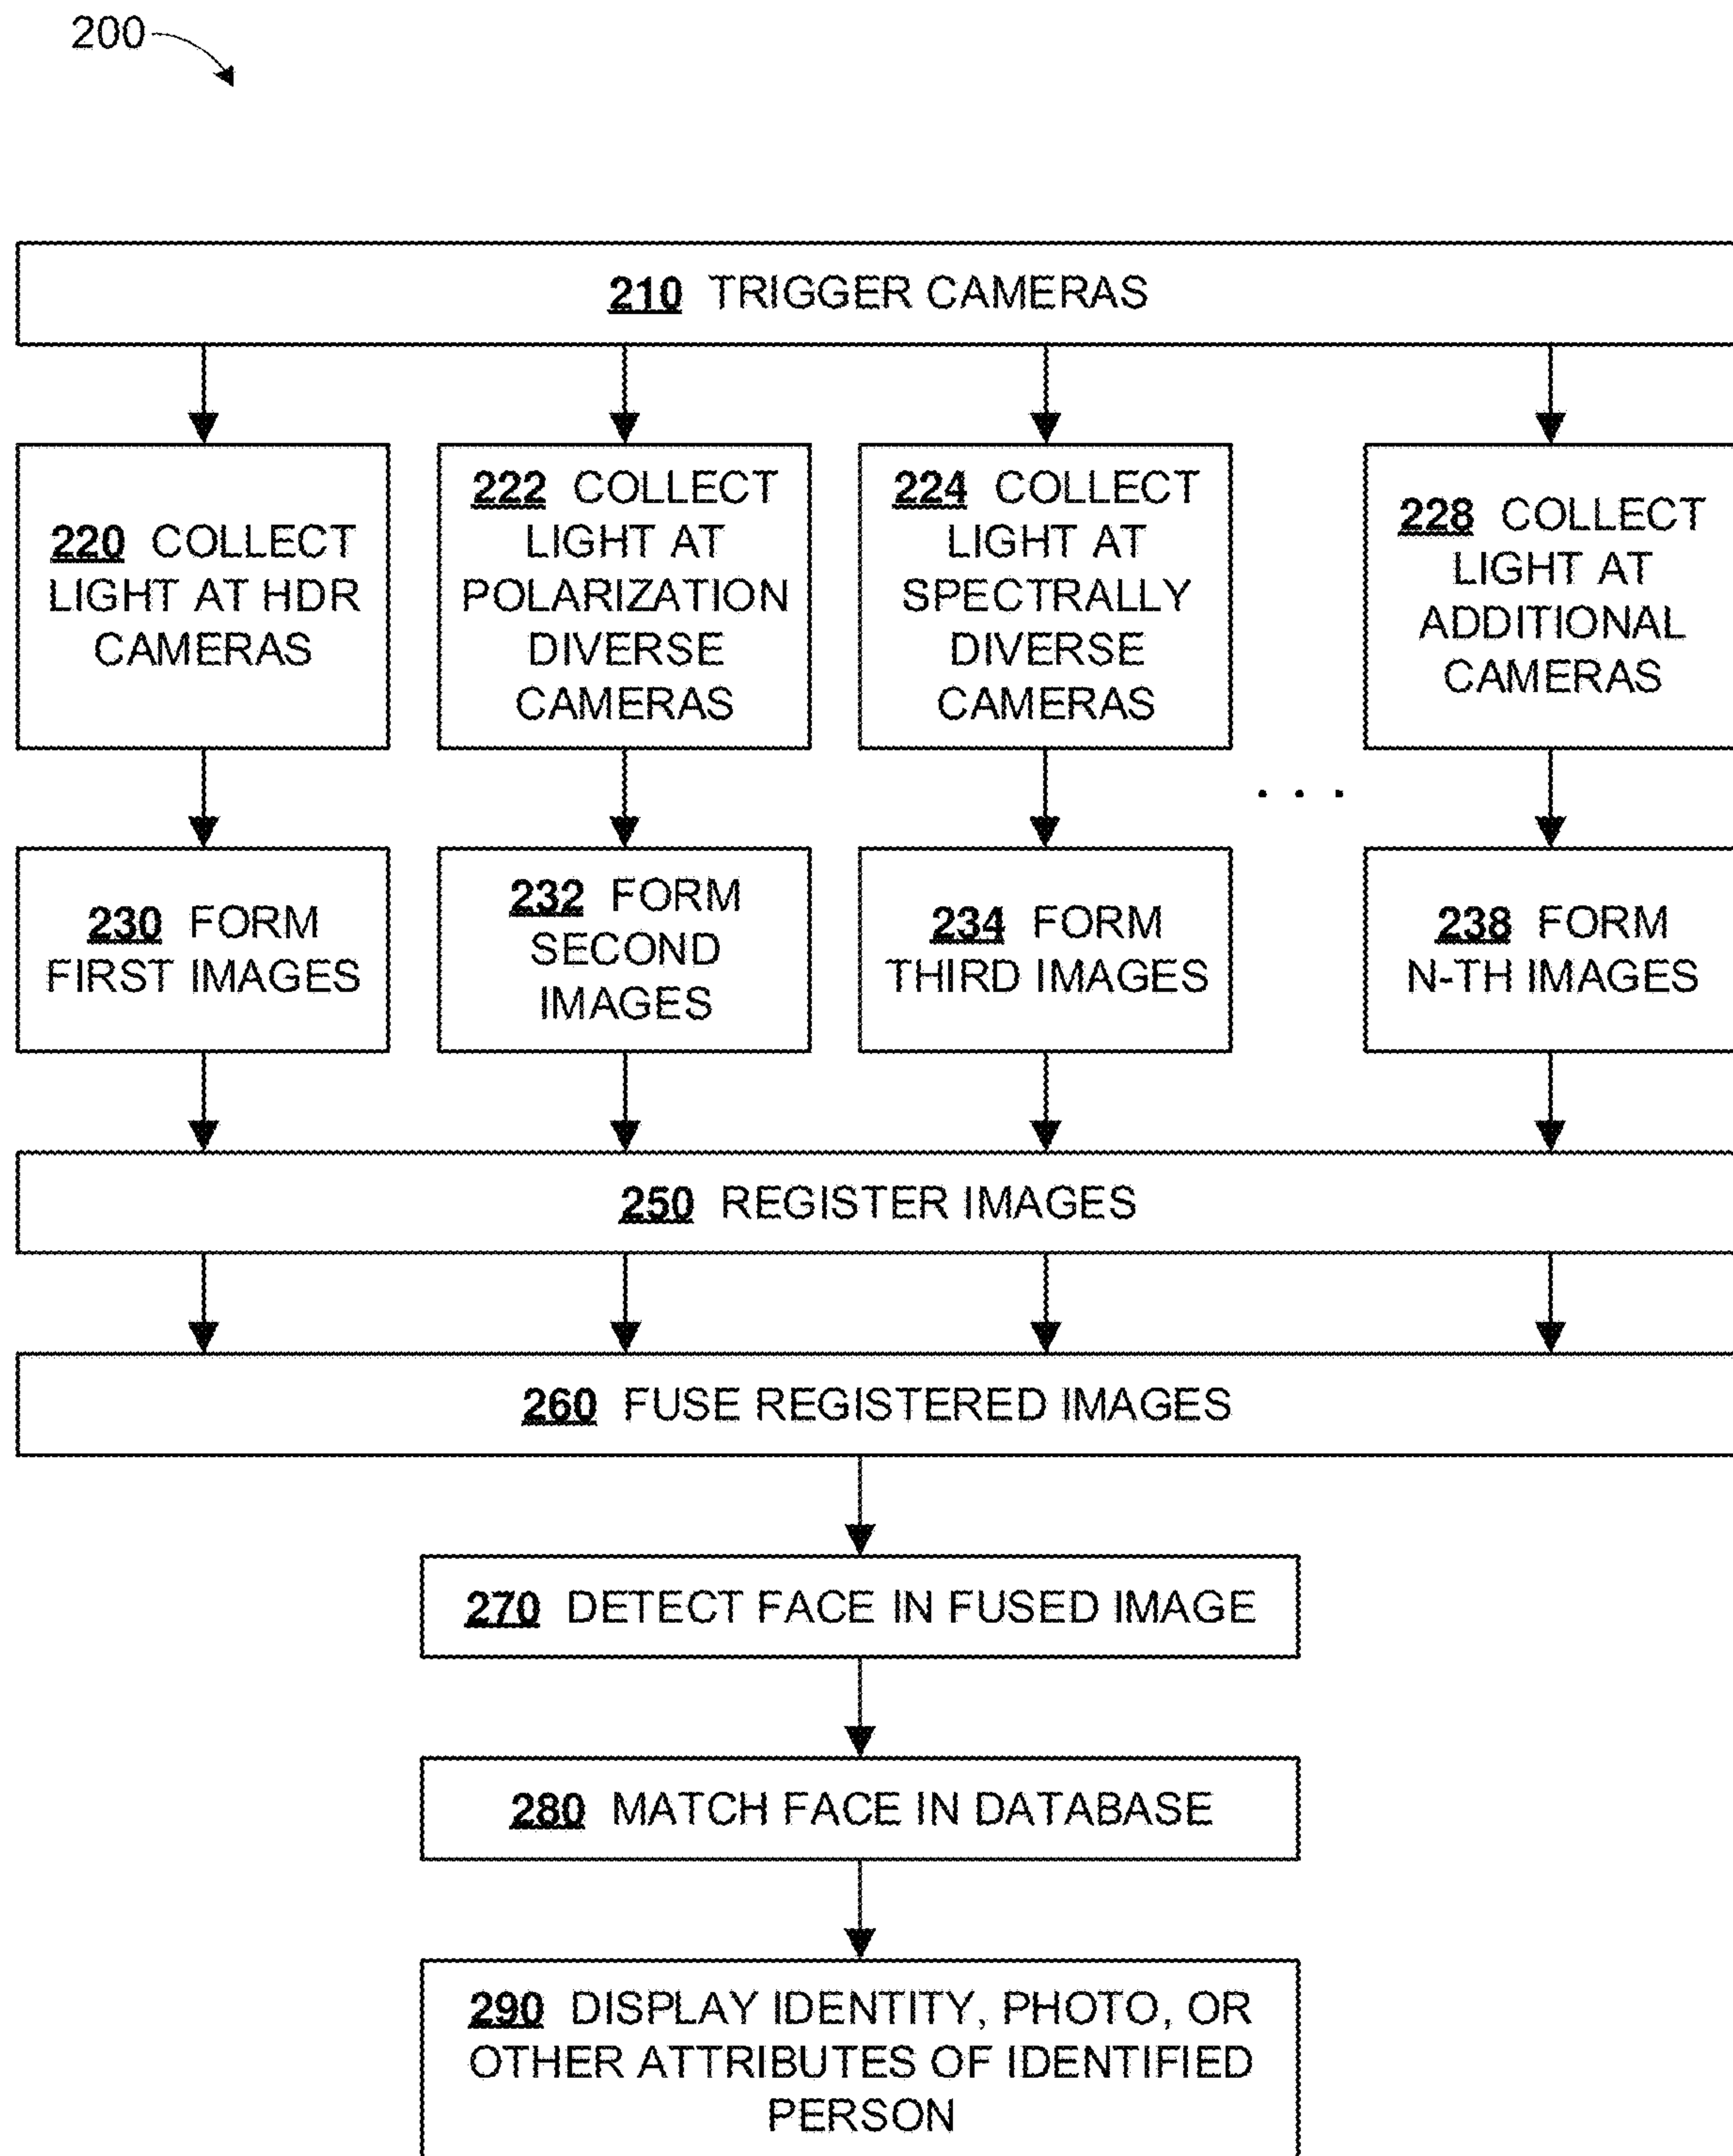 200
210 TRIGGER CAMERAS
220 COLLECT
LIGHT AT HDR
CAMERAS
222 COLLECT
LIGHT AT
POLARIZATION
DIVERSE
CAMERAS
224 COLLECT
LIGHT AT
SPECTRALLY
DIVERSE
CAMERAS
228 COLLECT
LIGHT AT
ADDITIONAL
CAMERAS
. . .
230 FORM
FIRST IMAGES
232 FORM
SECOND
IMAGES
234 FORM
THIRD IMAGES
238 FORM
N-TH IMAGES
250 REGISTER IMAGES
260 FUSE REGISTERED IMAGES
270 DETECT FACE IN FUSED IMAGE
280 MATCH FACE IN DATABASE
290 DISPLAY IDENTITY, PHOTO, OR
OTHER ATTRIBUTES OF IDENTIFIED
PERSON